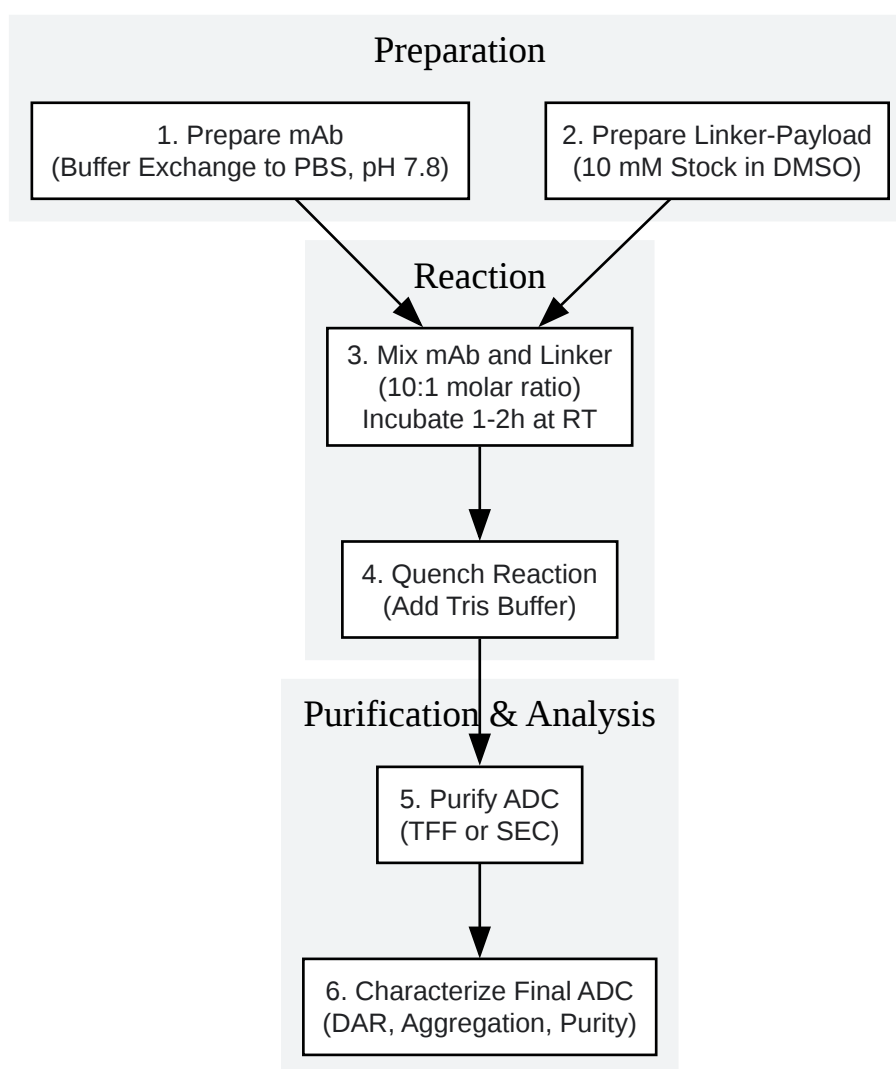 Preparation
1. Prepare mAb
(Buffer Exchange to PBS, pH 7.8)
2. Prepare Linker-Payload
(10 mM Stock in DMSO)
Reaction
3. Mix mAb and Linker
(10:1 molar ratio)
Incubate 1-2h at RT
4. Quench Reaction
(Add Tris Buffer)
Purification & Analysis
5. Purify ADC
(TFF or SEC)
6. Characterize Final ADC
(DAR, Aggregation, Purity)